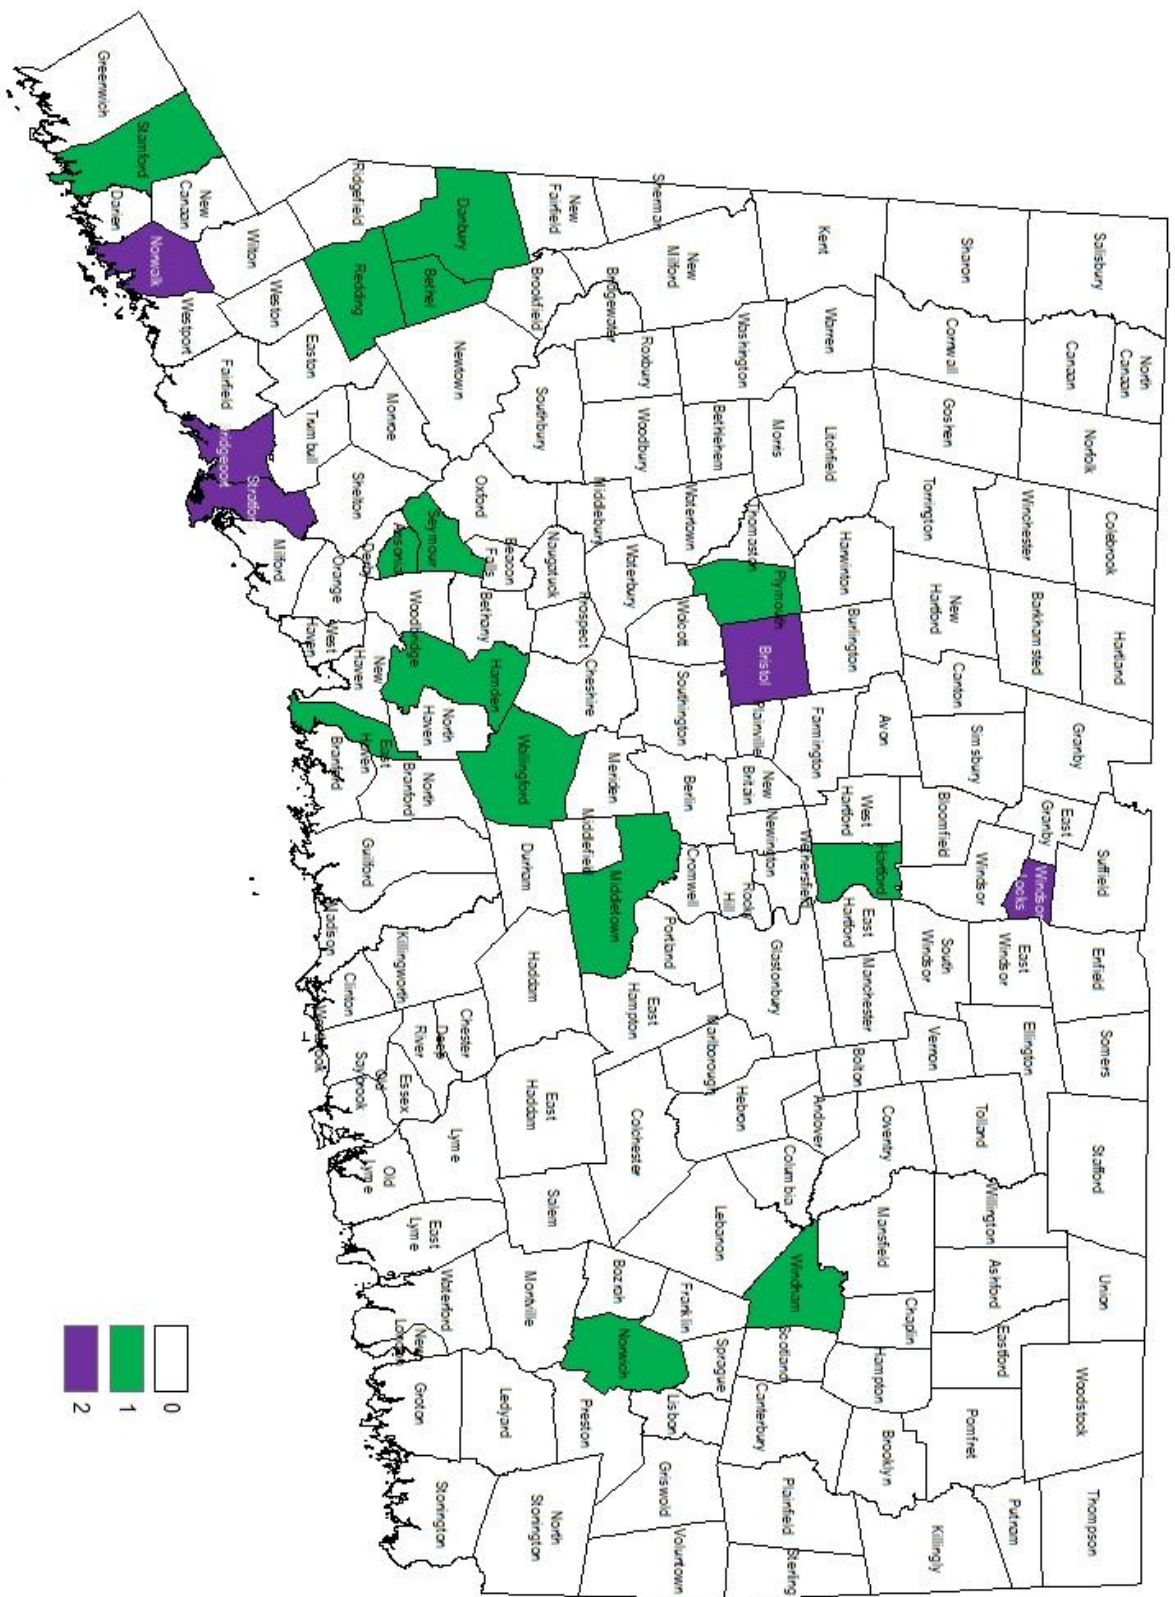 Salisbury
North
Canaan
Canaan
Norfolk
Colebrook
Hartland
Granby
East
Granby
Suffield
Windsor
Locks
Enfield
Somers
Stafford
Union
Woodstock
Thompson
Sharon
Cornwall
Goshen
Torrington
Winchester
Barkhamsted
New
Hartford
Canton
Simsbury
Bloomfield
Windsor
East
Windsor
South
Windsor
Ellington
Vernon
Tolland
Willington
Ashford
Eastford
Pomfret
Putnam
Killingly
Kent
Warren
Litchfield
Morris
Harwinton
Burlington
Avon
Farmington
West
Hartford
Hartford
East
Hartford
Manchester
Bolton
Coventry
Andover
Mansfield
Chaplin
Hampton
Brooklyn
Sherman
New
Milford
Washington
Bethlehem
Watertown
Thomaston
Plymouth
Bristol
Plainville
New
Britain
Newington
Wethersfield
Rocky
Hill
Glastonbury
Marlborough
Hebron
Columbia
Lebanon
Windham
Scotland
Canterbury
Plainfield
Sterling
New
Fairfield
Bridgewater
Roxbury
Woodbury
Middlebury
Waterbury
Wolcott
Southington
Berlin
Cromwell
Portland
East
Hampton
Colchester
Bozrah
Franklin
Sprague
Norwich
Lisbon
Preston
Griswold
Voluntown
Danbury
Bethel
Brookfield
Newtown
Southbury
Oxford
Seymour
Beacon
Falls
Naugatuck
Prospect
Bethany
Cheshire
Meriden
Wallingford
Middlefield
Middletown
Durham
Haddam
East
Haddam
Salem
Montville
Ledyard
North
Stonington
Ridgefield
Redding
Monroe
Shelton
Ansonia
Derby
Woodbridge
Hamden
North
Haven
North
Branford
Guilford
Madison
Killingworth
Clinton
Chester
Deep
River
Essex
Westbrook
Old
Saybrook
Lyme
Old
Lyme
East
Lyme
Waterford
New
London
Groton
Stonington
Wilton
Weston
Easton
Trumbull
Stratford
Milford
Orange
West
Haven
New
Haven
East
Haven
Branford
Greenwich
Stamford
New
Canaan
Darien
Norwalk
Westport
Fairfield
Bridgeport
0
1
2